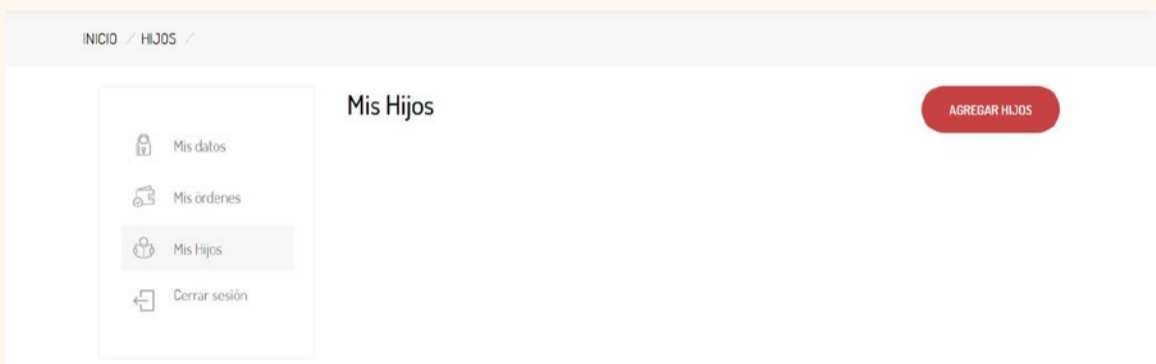 INICIO / HIJOS /
Mis Hijos
AGREGAR HIJOS
Mis datos
Mis órdenes
Mis Hijos
Cerrar sesión